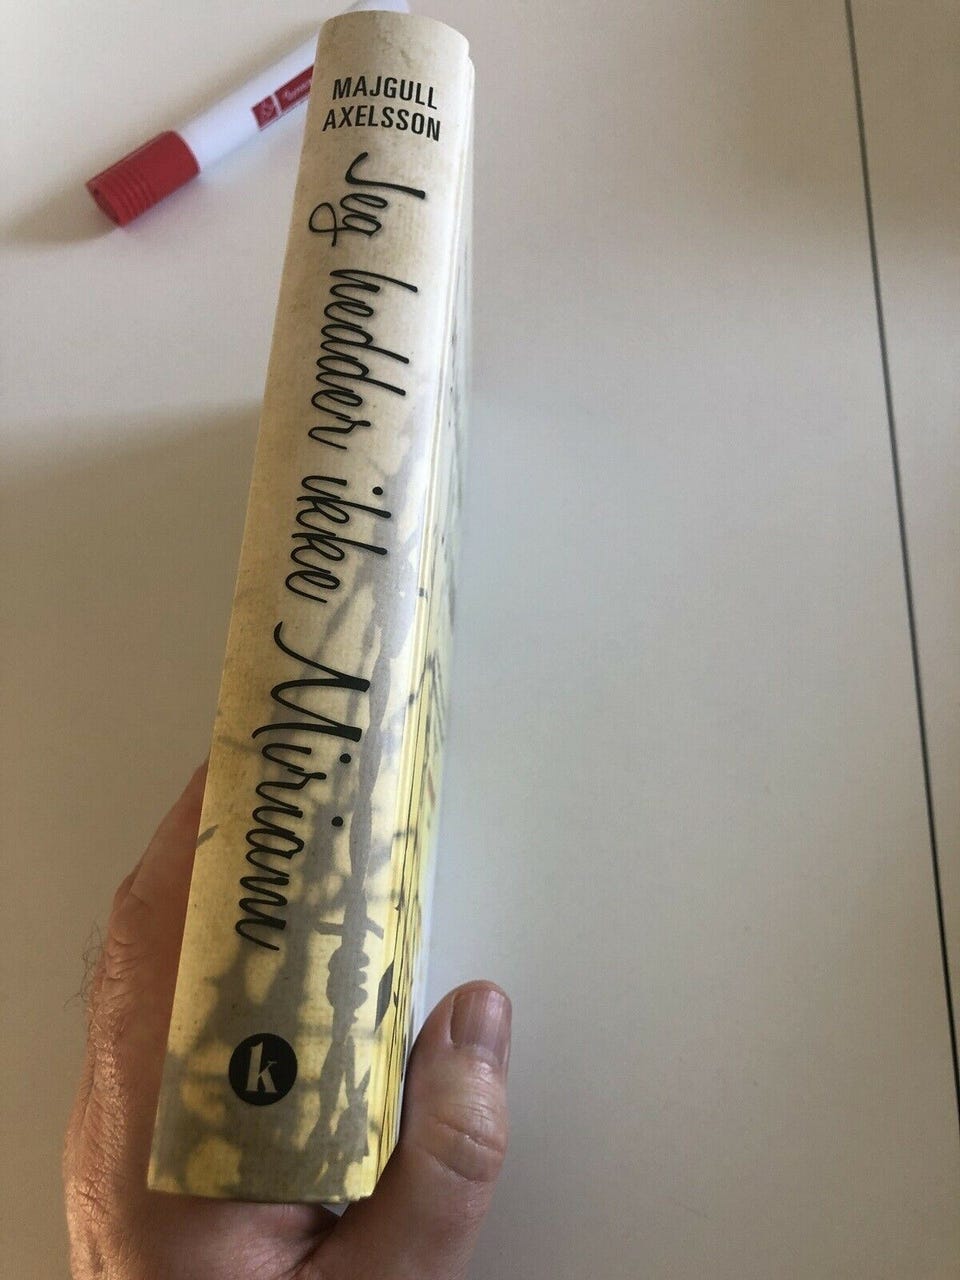 MAJGULL
AXELSSON
Jeg hedder ikke Miriam
k